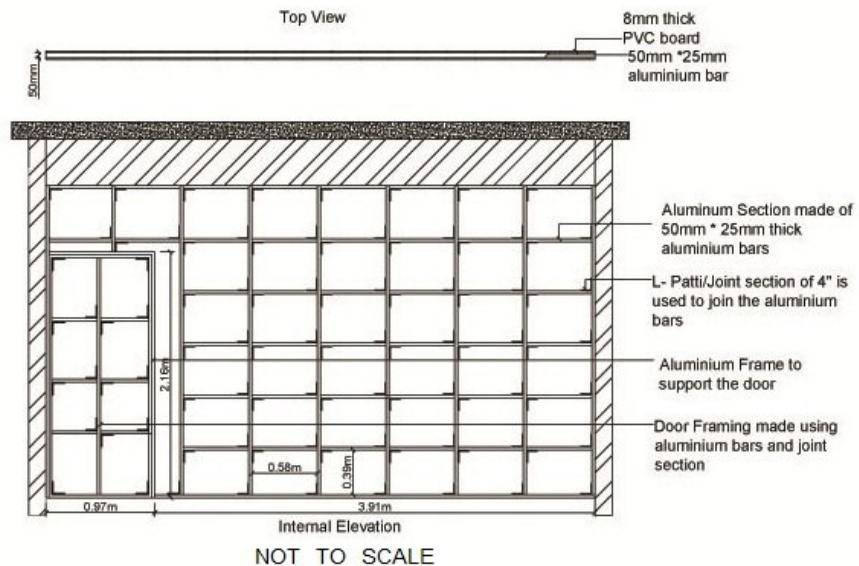 Top View
8mm thick
PVC board
50mm *25mm
aluminium bar
50mm
Aluminum Section made of
50mm * 25mm thick
aluminium bars
L- Patti/Joint section of 4" is
used to join the aluminium
bars
Aluminium Frame to
support the door
Door Framing made using
aluminium bars and joint
section
2.16m
0.58m
0.39m
0.97m
3.91m
Internal Elevation
NOT TO SCALE